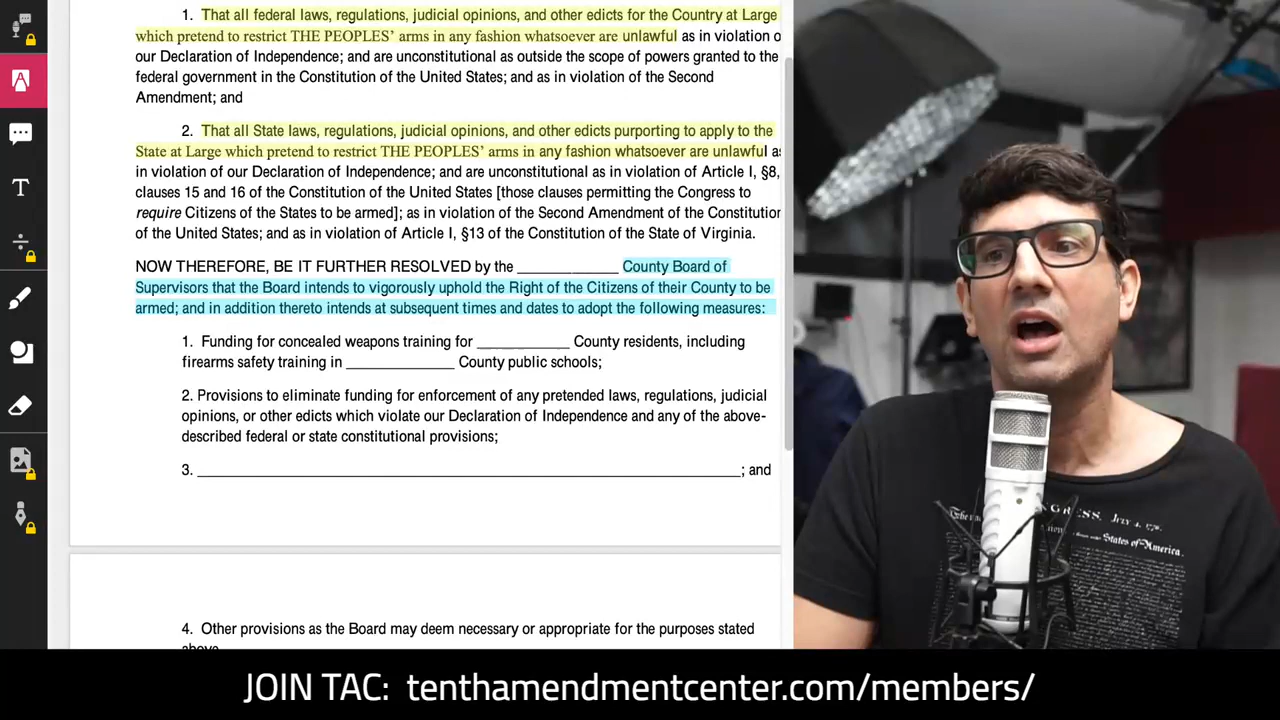 1. That all federal laws, regulations, judicial opinions, and other edicts for the Country at Large
which pretend to restrict THE PEOPLES’ arms in any fashion whatsoever are unlawful as in violation o
our Declaration of Independence; and are unconstitutional as outside the scope of powers granted to the
federal government in the Constitution of the United States; and as in violation of the Second
Amendment; and
2. That all State laws, regulations, judicial opinions, and other edicts purporting to apply to the
State at Large which pretend to restrict THE PEOPLES’ arms in any fashion whatsoever are unlawful as
in violation of our Declaration of Independence; and are unconstitutional as in violation of Article I, §8,
clauses 15 and 16 of the Constitution of the United States [those clauses permitting the Congress to
require Citizens of the States to be armed]; as in violation of the Second Amendment of the Constitution
of the United States; and as in violation of Article I, §13 of the Constitution of the State of Virginia.
NOW THEREFORE, BE IT FURTHER RESOLVED by the ____________ County Board of
Supervisors that the Board intends to vigorously uphold the Right of the Citizens of their County to be
armed; and in addition thereto intends at subsequent times and dates to adopt the following measures:
1. Funding for concealed weapons training for ___________ County residents, including
firearms safety training in _____________ County public schools;
2. Provisions to eliminate funding for enforcement of any pretended laws, regulations, judicial
opinions, or other edicts which violate our Declaration of Independence and any of the above-
described federal or state constitutional provisions;
3. ________________________________________________________________; and
4. Other provisions as the Board may deem necessary or appropriate for the purposes stated
above.
CONGRESS, JULY 4, 1776.
States of America.
JOIN TAC: tenthamendmentcenter.com/members/